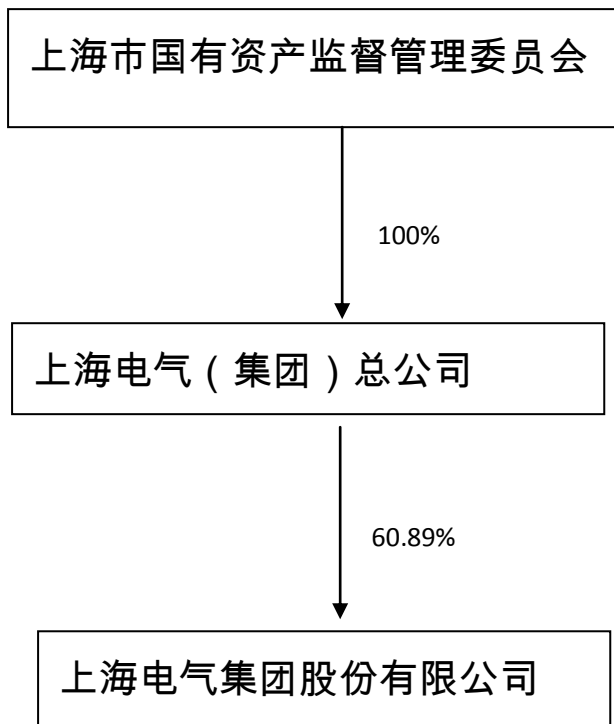 上海市国有资产监督管理委员会
100%
上海电气（集团）总公司
60.89%
上海电气集团股份有限公司